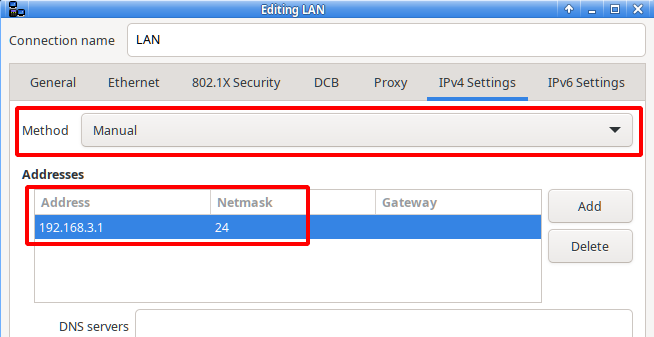 Editing LAN
Connection name LAN
General Ethernet 802.1X Security DCB Proxy IPv4 Settings IPv6 Settings
Method Manual
Addresses
Address Netmask Gateway Add
192.168.3.1 24
Delete
DNS servers